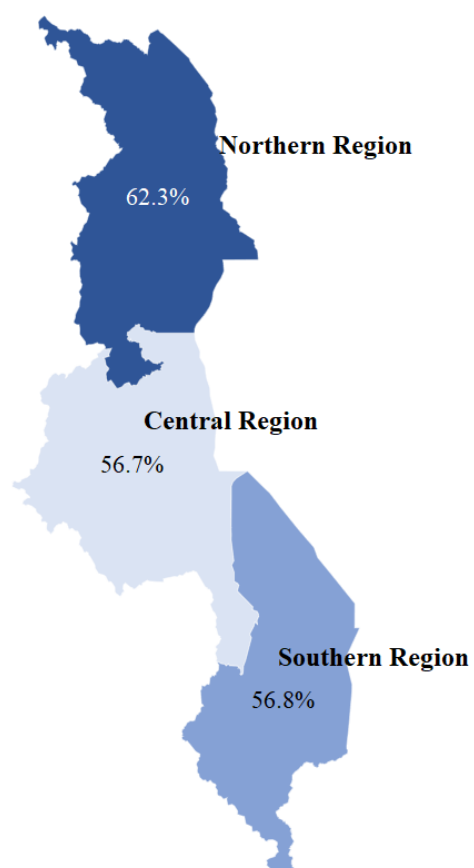 Northern Region
62.3%
Central Region
56.7%
Southern Region
56.8%